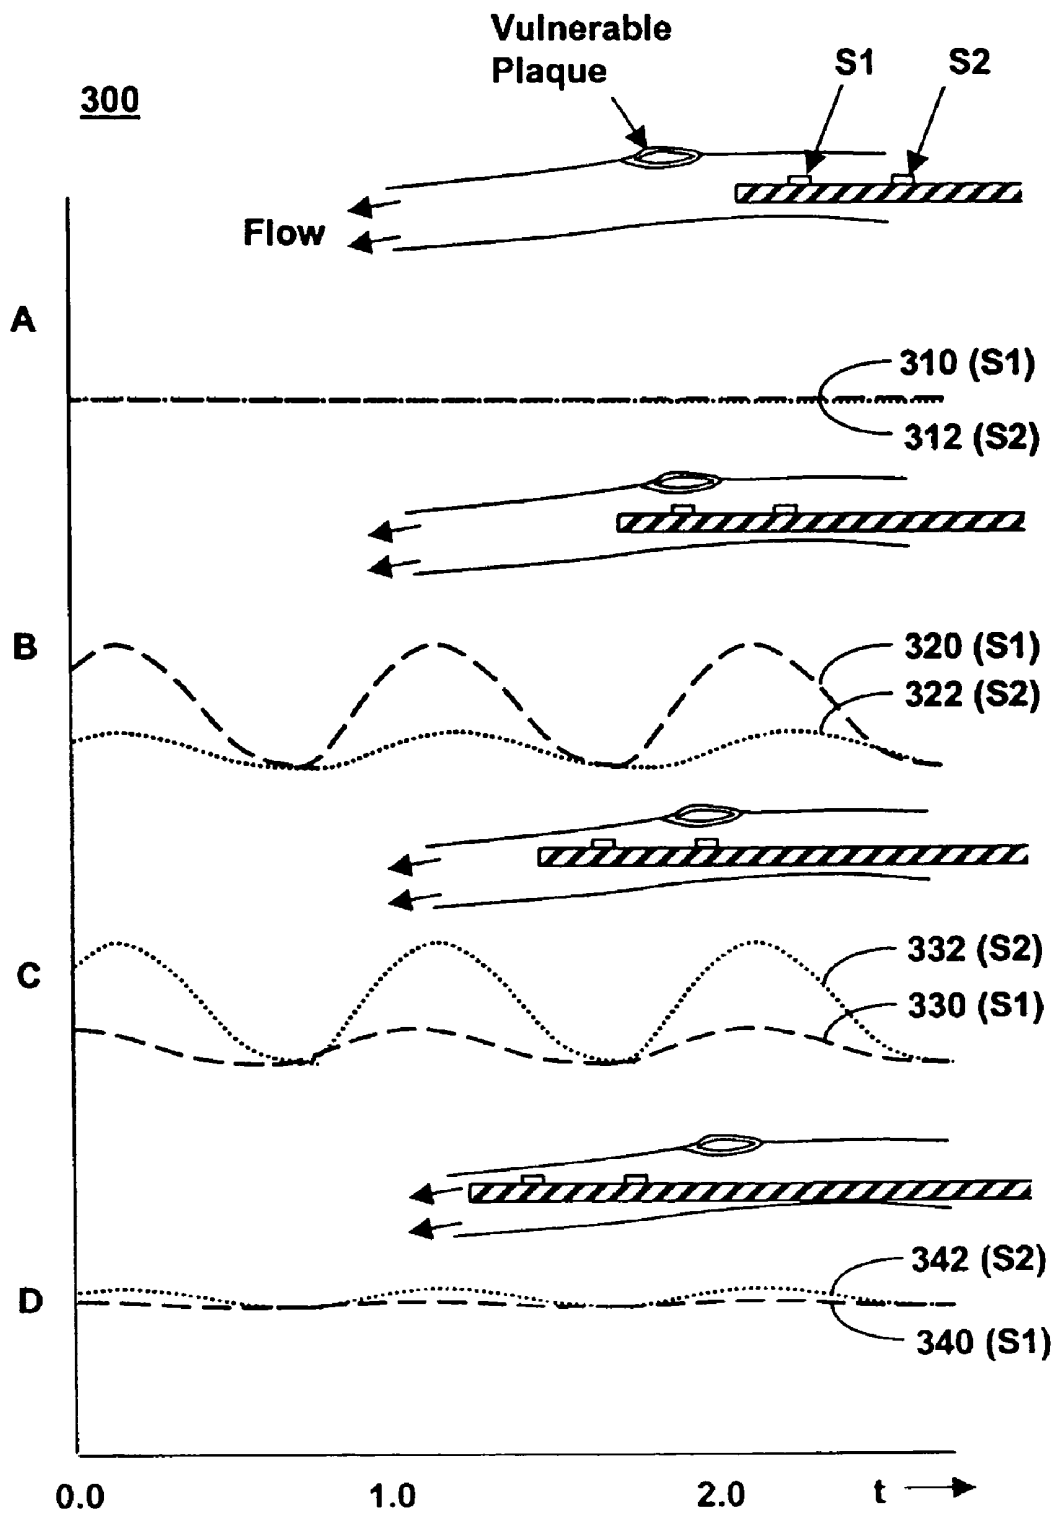 Vulnerable
Plaque
S1
S2
300
Flow
A
310 (S1)
312 (S2)
B
320 (S1)
322 (S2)
C
332 (S2)
330 (S1)
D
342 (S2)
340 (S1)
0.0
1.0
2.0
t